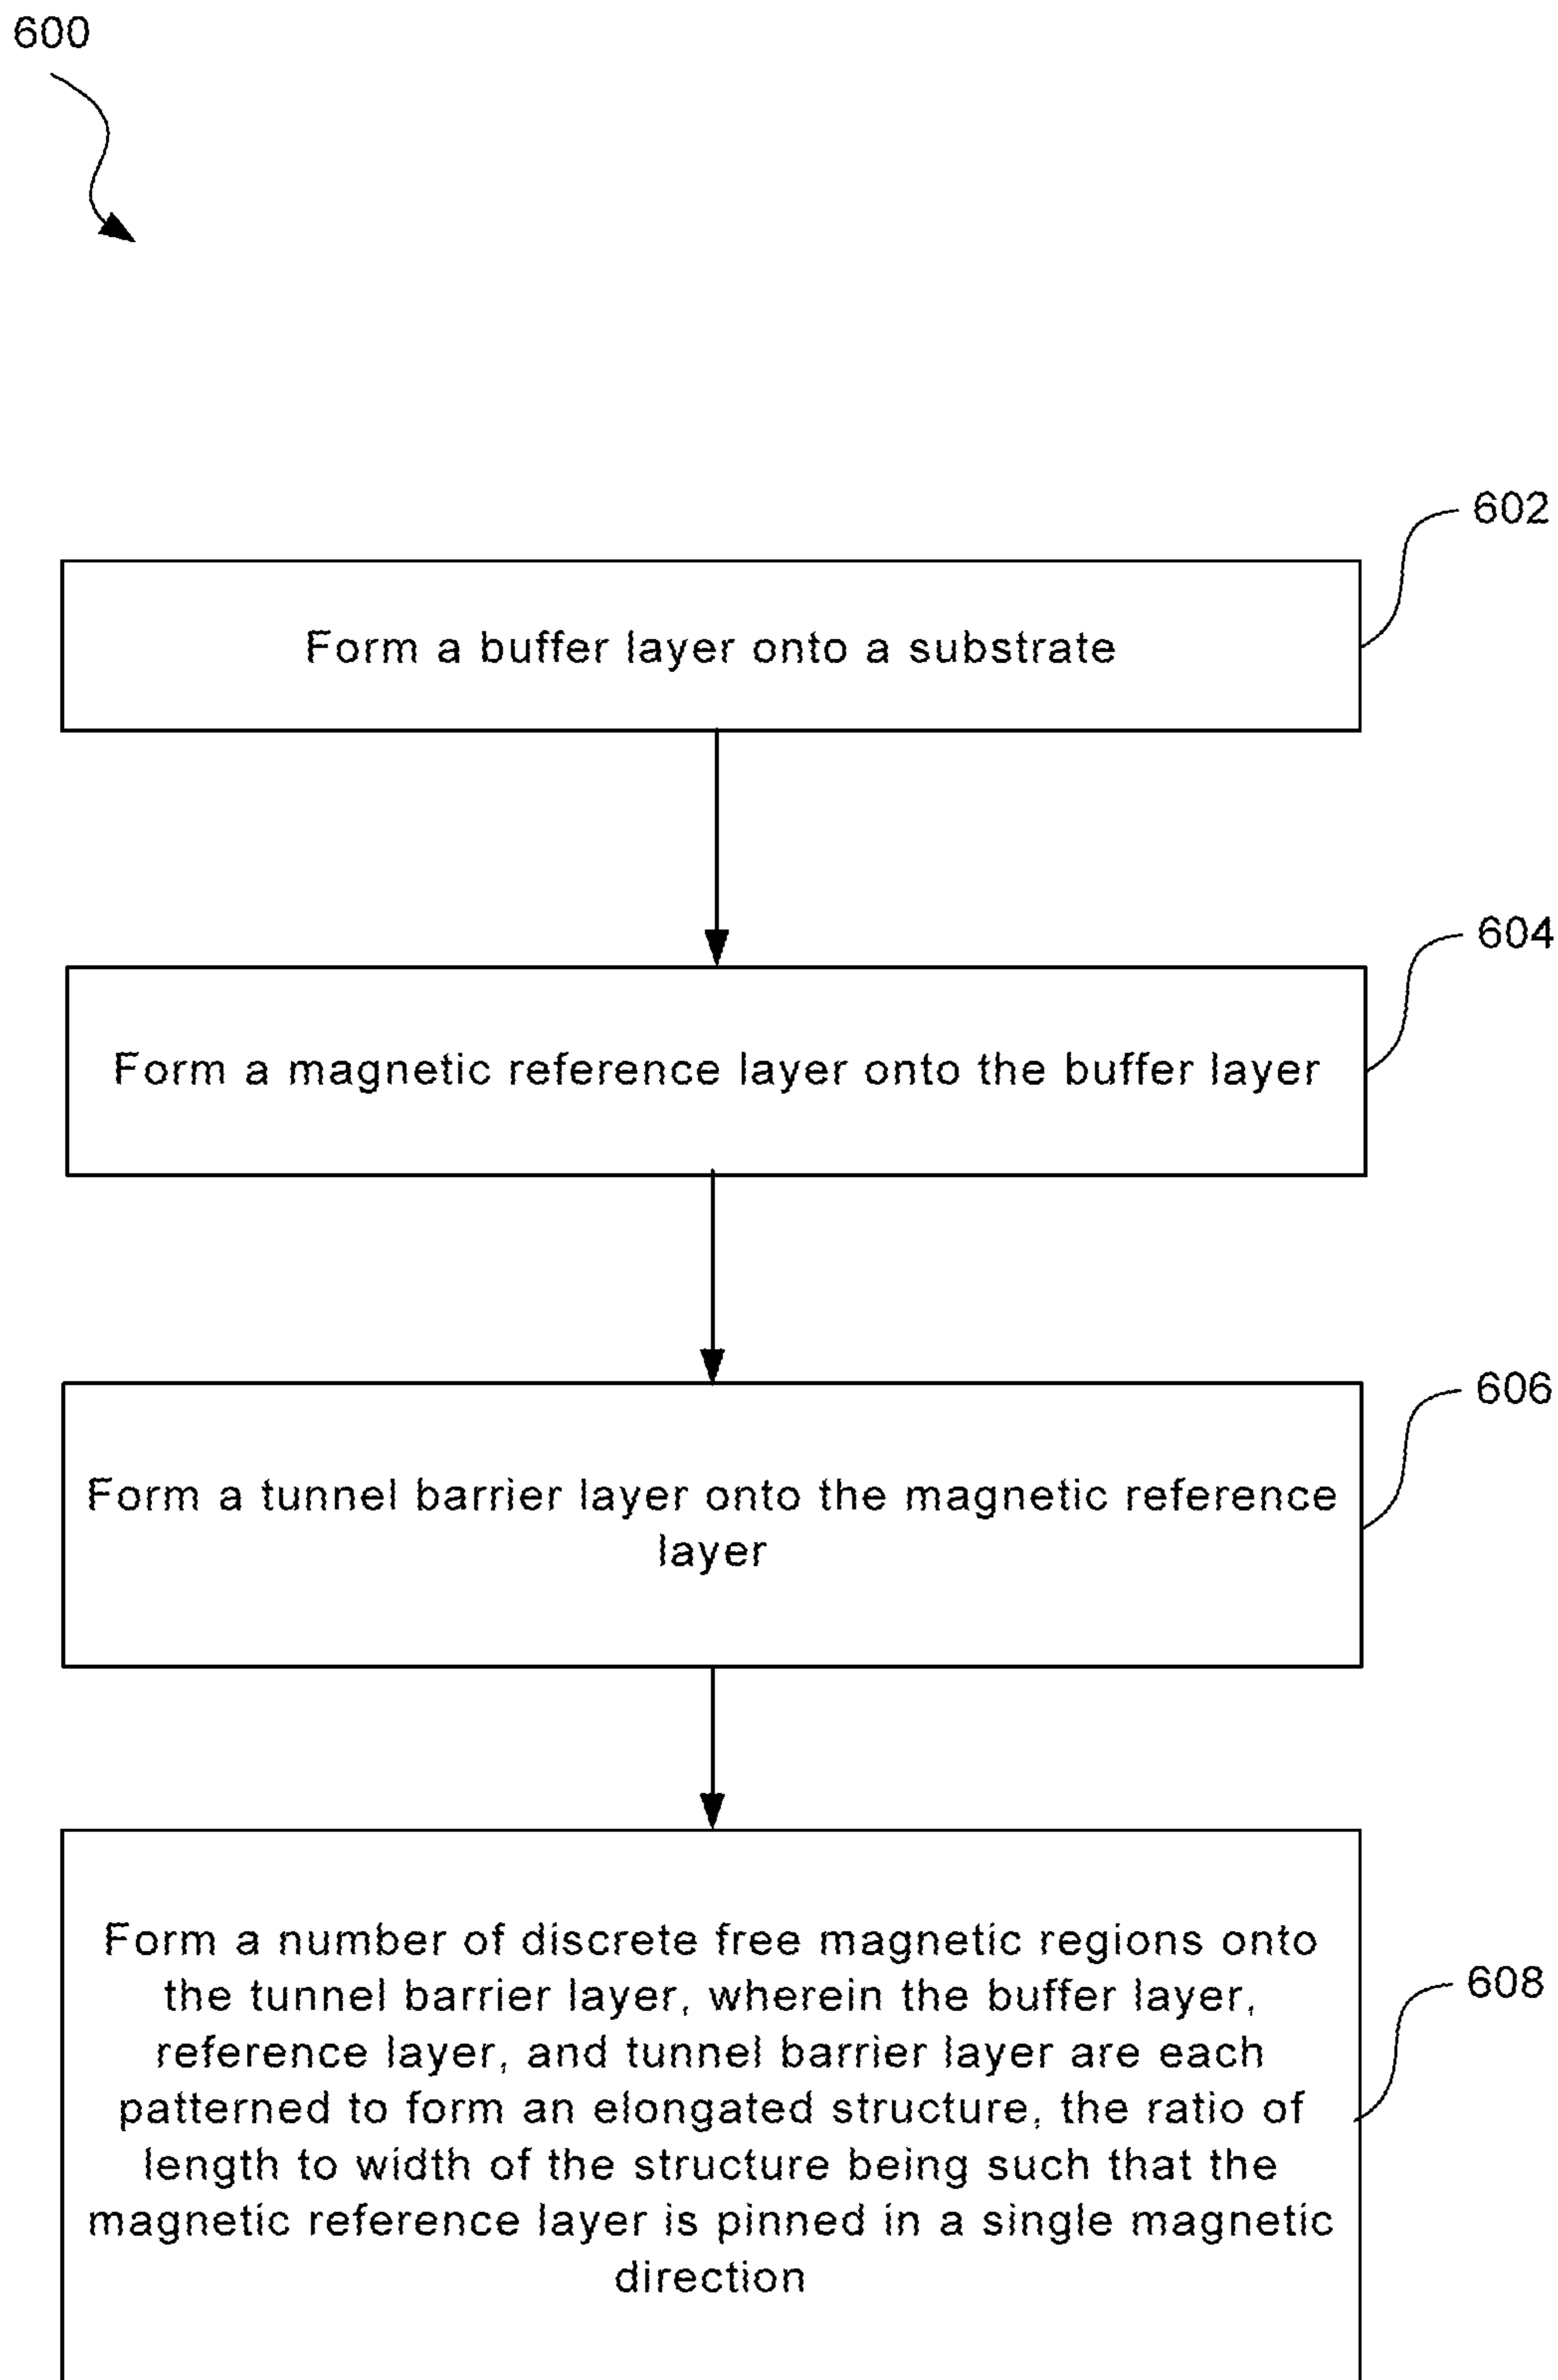 600
602
Form a buffer layer onto a substrate
604
Form a magnetic reference layer onto the buffer layer
606
Form a tunnel barrier layer onto the magnetic reference
layer
608
Form a number of discrete free magnetic regions onto
the tunnel barrier layer, wherein the buffer layer,
reference layer, and tunnel barrier layer are each
patterned to form an elongated structure, the ratio of
length to width of the structure being such that the
magnetic reference layer is pinned in a single magnetic
direction